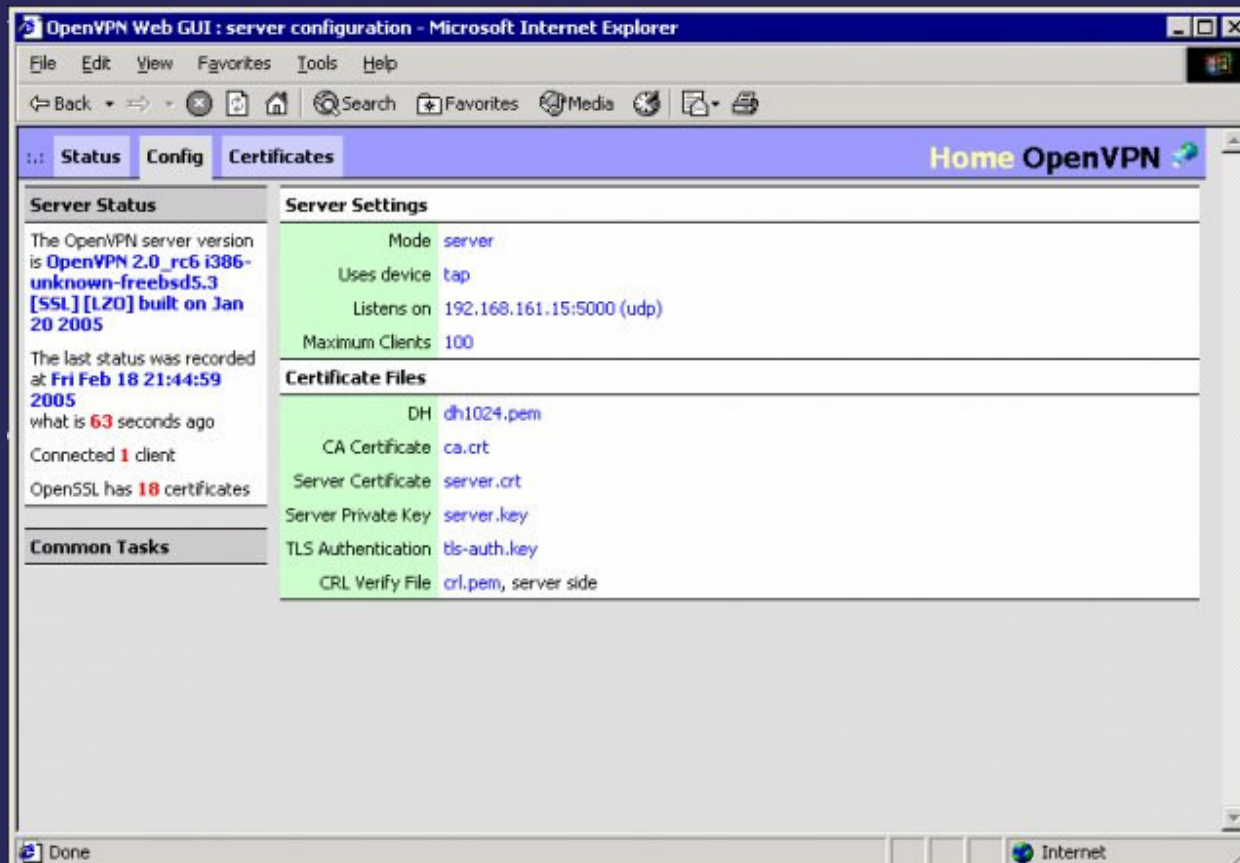 OpenVPN Web GUI : server configuration - Microsoft Internet Explorer
File Edit View Favorites Tools Help
Back Search Favorites Media
:.: Status Config Certificates
Home OpenVPN
Server Status
The OpenVPN server version
is OpenVPN 2.0_rc6 i386-
unknown-freebsd5.3
[SSL] [LZO] built on Jan
20 2005
The last status was recorded
at Fri Feb 18 21:44:59
2005
what is 63 seconds ago
Connected 1 client
OpenSSL has 18 certificates
Common Tasks
Server Settings
Mode server
Uses device tap
Listens on 192.168.161.15:5000 (udp)
Maximum Clients 100
Certificate Files
DH dh1024.pem
CA Certificate ca.crt
Server Certificate server.crt
Server Private Key server.key
TLS Authentication tls-auth.key
CRL Verify File crl.pem, server side
Done
Internet